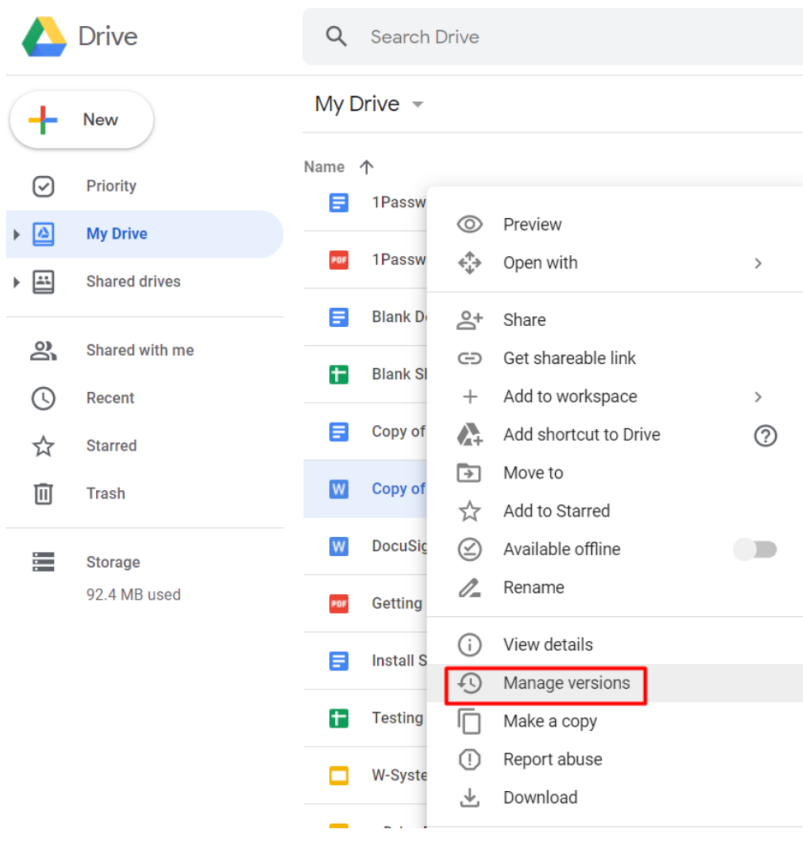 Drive
Search Drive
New
My Drive
Name
Priority
My Drive
Shared drives
Shared with me
Recent
Starred
Trash
Storage
92.4 MB used
1Passw
PDF 1Passw
Blank D
Blank S
Copy of
W Copy of
W DocuSig
PDF Getting
Install S
Testing
W-Syste
Preview
Open with
Share
Get shareable link
Add to workspace
Add shortcut to Drive
Move to
Add to Starred
Available offline
Rename
View details
Manage versions
Make a copy
Report abuse
Download